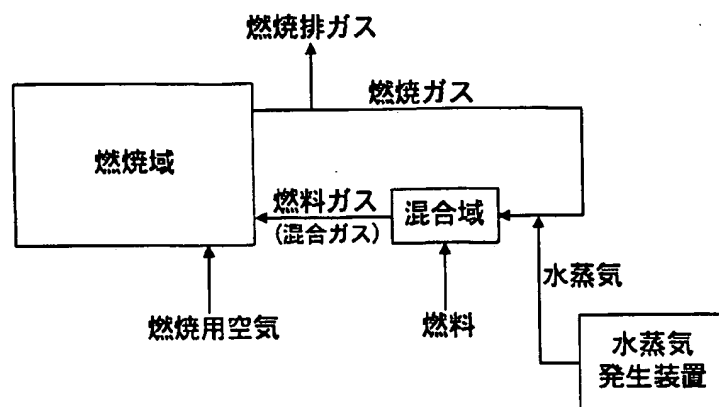 燃焼排ガス
燃焼ガス
燃焼域
燃料ガス
(混合ガス)
混合域
水蒸気
燃焼用空気
燃料
水蒸気
発生装置